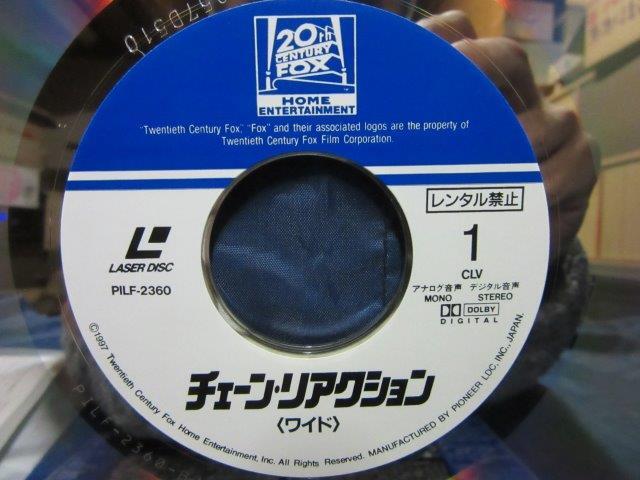 20TH
CENTURY
FOX
HOME
ENTERTAINMENT
"Twentieth Century Fox," "Fox" and their associated logos are the property of
Twentieth Century Fox Film Corporation.
レンタル禁止
LASER DISC
PILF-2360
1
CLV
アナログ音声 デジタル音声
MONO STEREO
DOLBY
DIGITAL
チェーン・リアクション
〈ワイド〉
©1997 Twentieth Century Fox Home Entertainment, Inc. All Rights Reserved. MANUFACTURED BY PIONEER LDC, INC., JAPAN.
PILF-2360